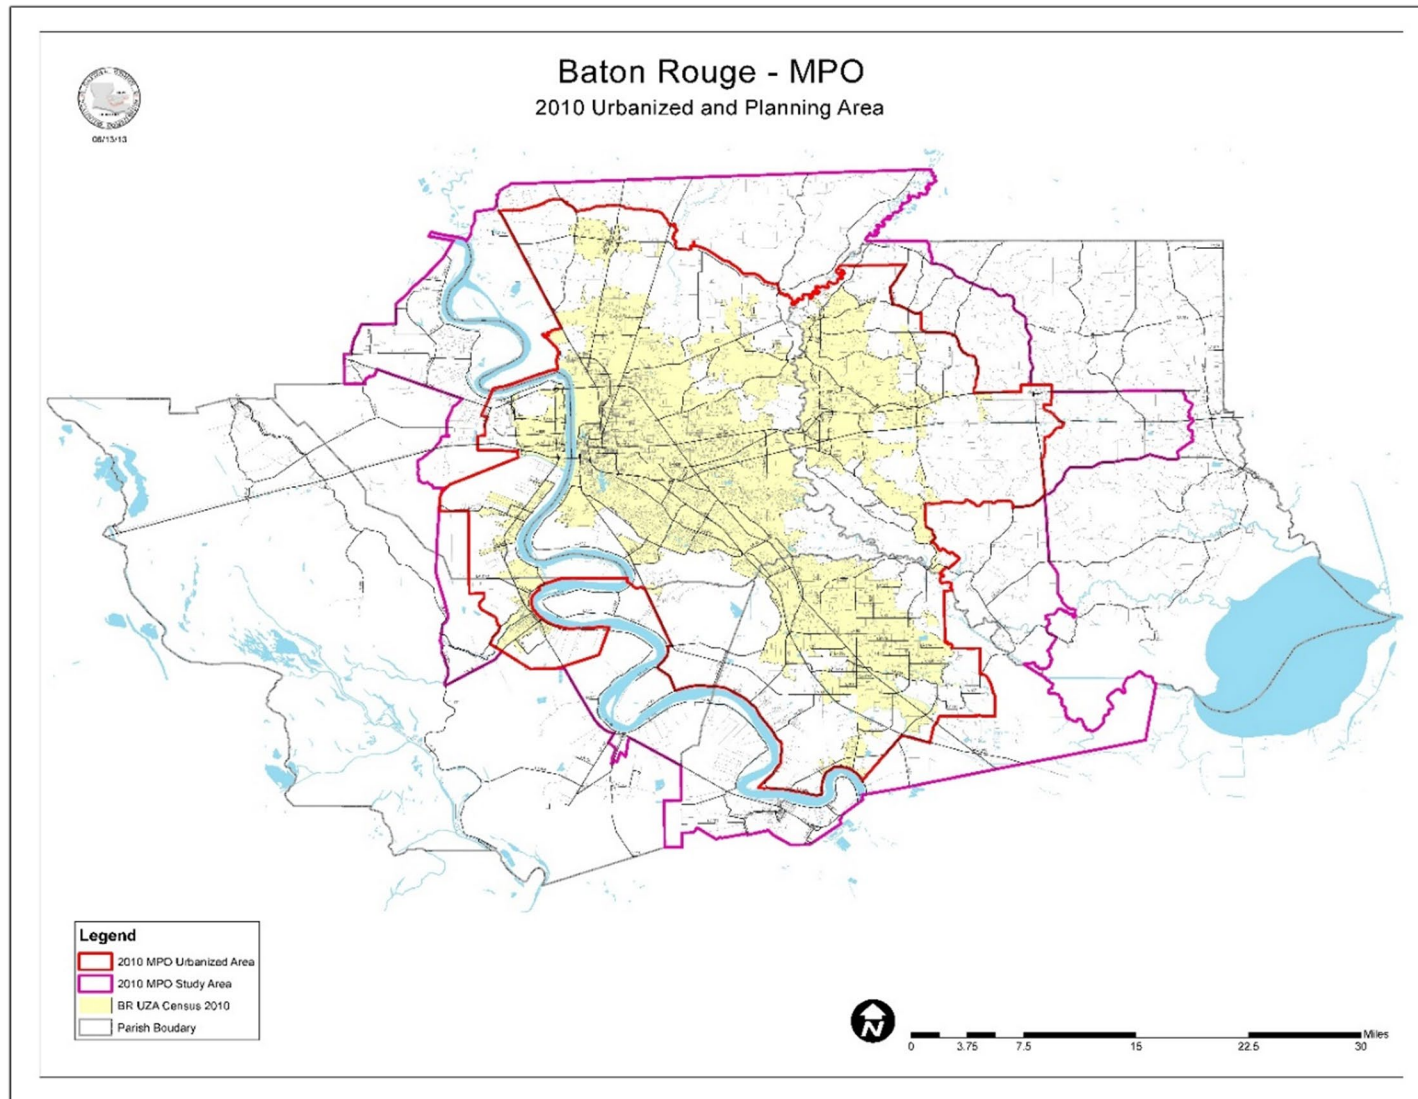 Baton Rouge - MPO
2010 Urbanized and Planning Area
06/13/13
Legend
2010 MPO Urbanized Area
2010 MPO Study Area
BR UZA Census 2010
Parish Boudary
N
Miles
0 3.75 7.5 15 22.5 30